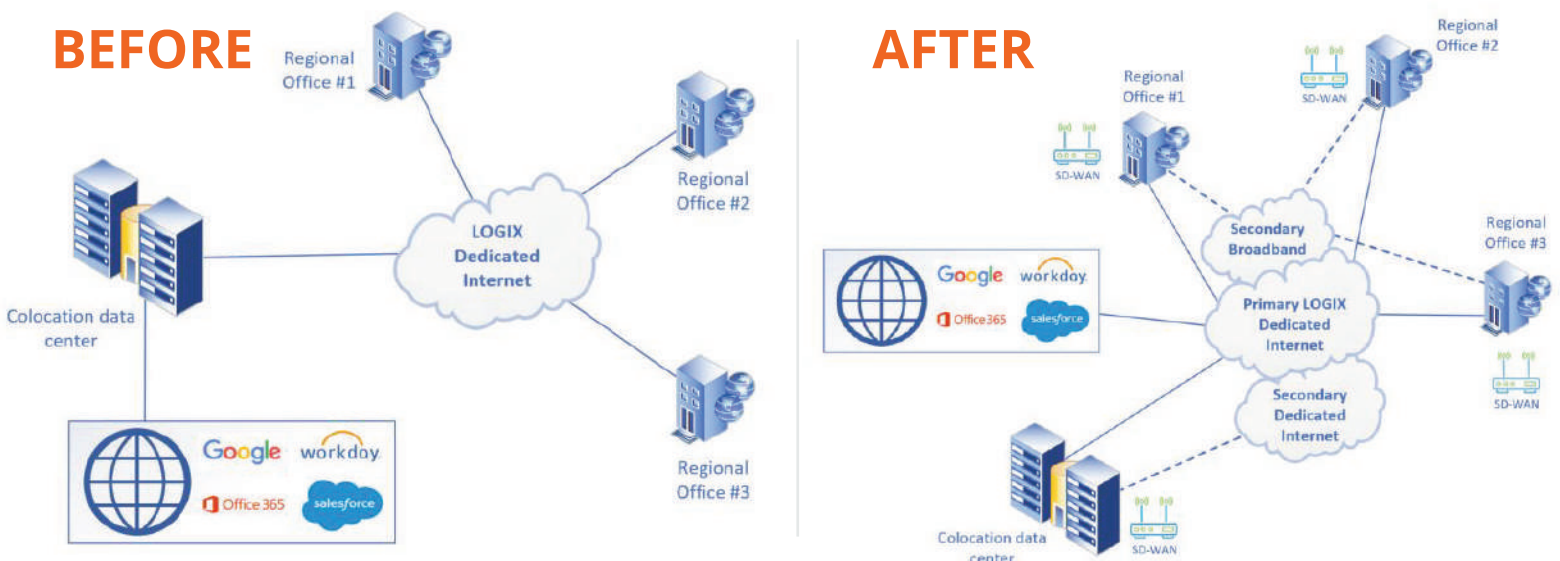 BEFORE
Regional
Office #1
Regional
Office #2
LOGIX
Dedicated
Internet
Colocation data
center
Google
workday.
Office 365
salesforce
Regional
Office #3
AFTER
Regional
Office #2
SD-WAN
Regional
Office #1
SD-WAN
Secondary
Broadband
Regional
Office #3
Google
workday.
Office 365
salesforce
Primary LOGIX
Dedicated
Internet
SD-WAN
Secondary
Dedicated
Internet
Colocation data
center
SD-WAN